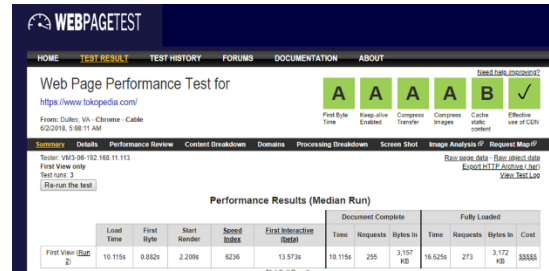 WEBPAGETEST
HOME TEST RESULT TEST HISTORY FORUMS DOCUMENTATION ABOUT
Need help improving?
Web Page Performance Test for
https://www.tokopedia.com/
From: Dulles, VA - Chrome - Cable
6/2/2018, 5:08:11 AM
A A A A B ✓
First Byte Time
Keep-alive Enabled
Compress Transfer
Compress Images
Cache static content
Effective use of CDN
Summary Details Performance Review Content Breakdown Domains Processing Breakdown Screen Shot Image Analysis Request Map
Tester: VM3-06-192.168.11.113
First View only
Test runs: 3
Re-run the test
Raw page data - Raw object data
Export HTTP Archive (.har)
View Test Log
Performance Results (Median Run)
Document Complete Fully Loaded
Load Time First Byte Start Render Speed Index First Interactive (beta) Time Requests Bytes In Time Requests Bytes In Cost
First View (Run 2) 10.115s 0.882s 2.200s 6236 13.573s 10.115s 255 3,157 KB 16.625s 273 3,172 KB $$$$$